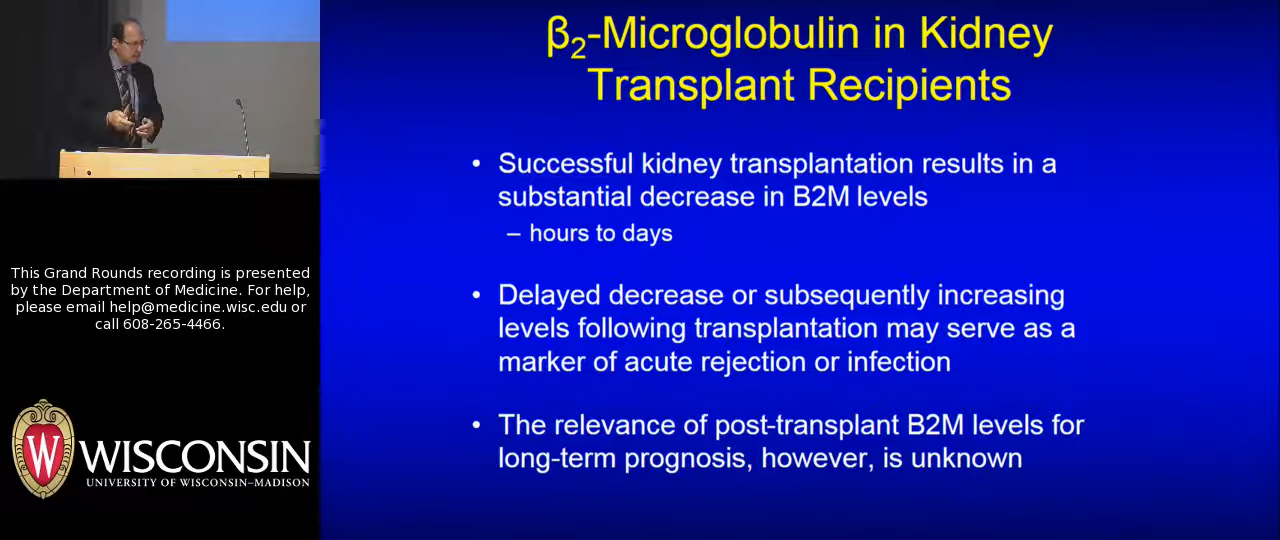 β2-Microglobulin in Kidney
Transplant Recipients
• Successful kidney transplantation results in a
substantial decrease in B2M levels
– hours to days
• Delayed decrease or subsequently increasing
levels following transplantation may serve as a
marker of acute rejection or infection
• The relevance of post-transplant B2M levels for
long-term prognosis, however, is unknown
This Grand Rounds recording is presented
by the Department of Medicine. For help,
please email help@medicine.wisc.edu or
call 608-265-4466.
W
WISCONSIN
UNIVERSITY OF WISCONSIN–MADISON